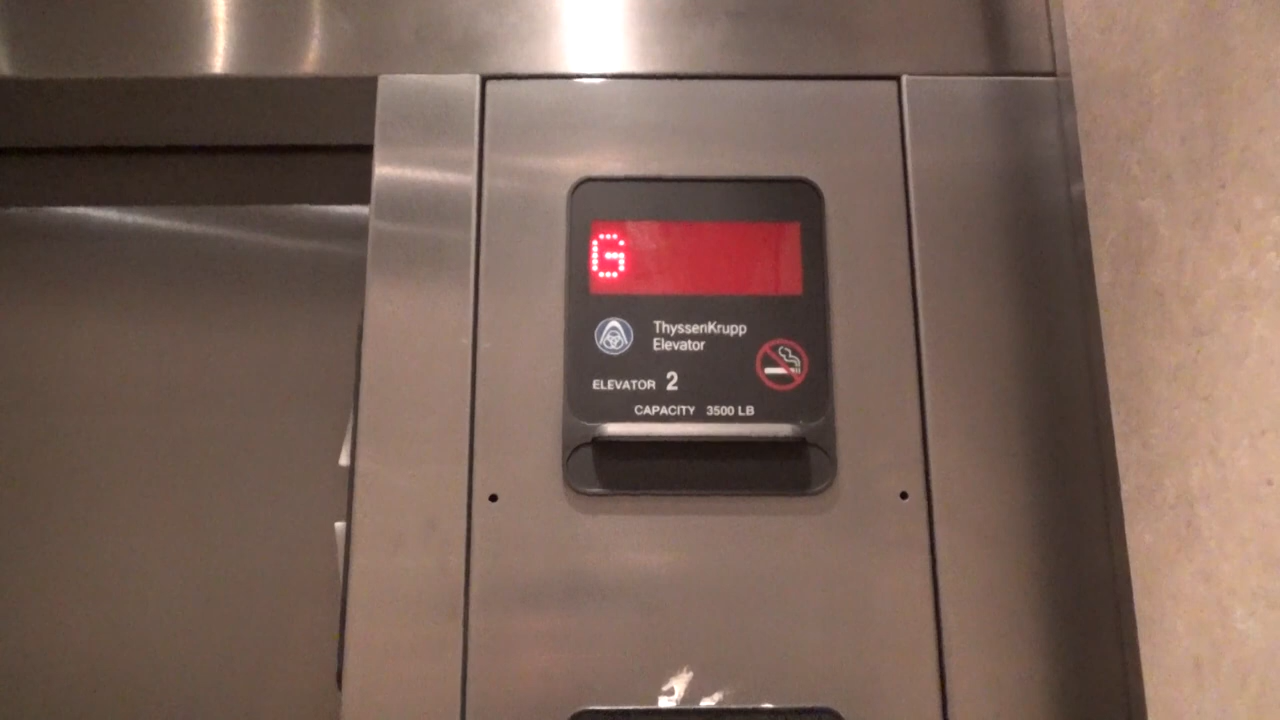 G
ThyssenKrupp
Elevator
ELEVATOR 2
CAPACITY 3500 LB